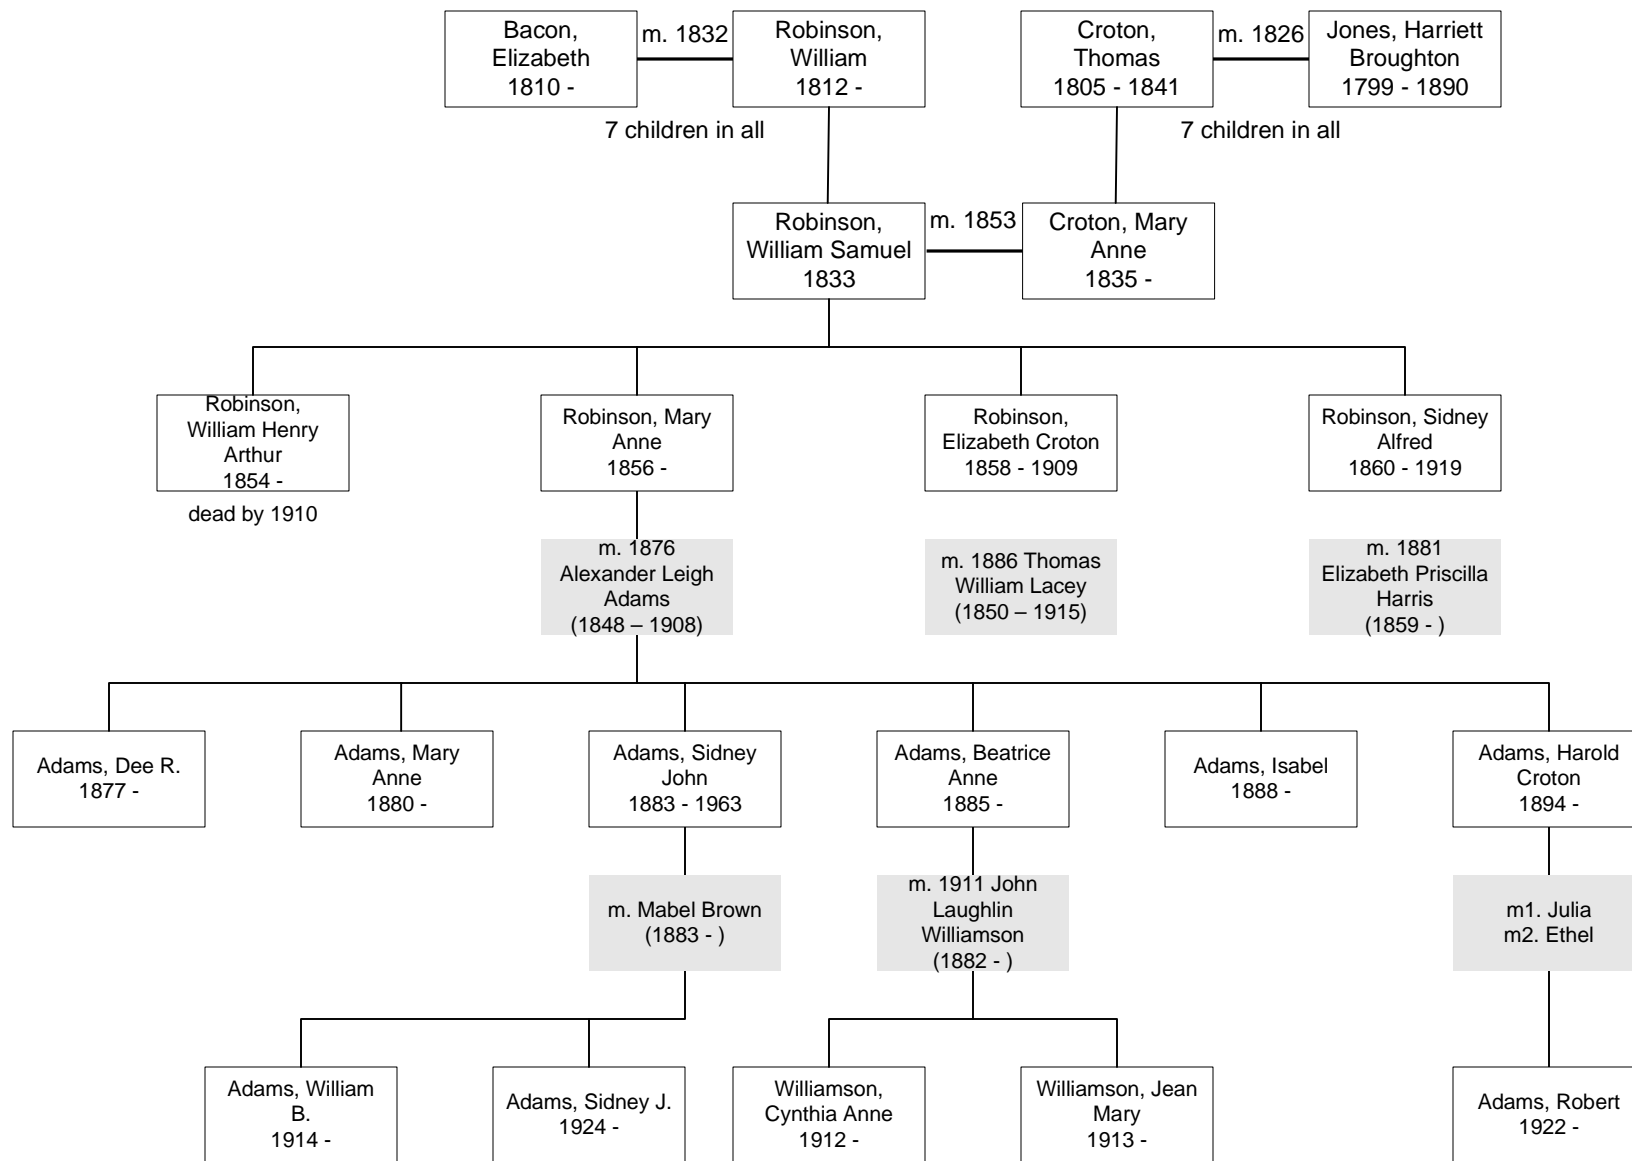 Bacon,
Elizabeth
1810 -
m. 1832
Robinson,
William
1812 -
Croton,
Thomas
1805 - 1841
m. 1826
Jones, Harriett
Broughton
1799 - 1890
7 children in all
7 children in all
Robinson,
William Samuel
1833
m. 1853
Croton, Mary
Anne
1835 -
Robinson,
William Henry
Arthur
1854 -
dead by 1910
Robinson, Mary
Anne
1856 -
Robinson,
Elizabeth Croton
1858 - 1909
Robinson, Sidney
Alfred
1860 - 1919
m. 1876
Alexander Leigh
Adams
(1848 – 1908)
m. 1886 Thomas
William Lacey
(1850 – 1915)
m. 1881
Elizabeth Priscilla
Harris
(1859 - )
Adams, Dee R.
1877 -
Adams, Mary
Anne
1880 -
Adams, Sidney
John
1883 - 1963
Adams, Beatrice
Anne
1885 -
Adams, Isabel
1888 -
Adams, Harold
Croton
1894 -
m. Mabel Brown
(1883 - )
m. 1911 John
Laughlin
Williamson
(1882 - )
m1. Julia
m2. Ethel
Adams, William
B.
1914 -
Adams, Sidney J.
1924 -
Williamson,
Cynthia Anne
1912 -
Williamson, Jean
Mary
1913 -
Adams, Robert
1922 -